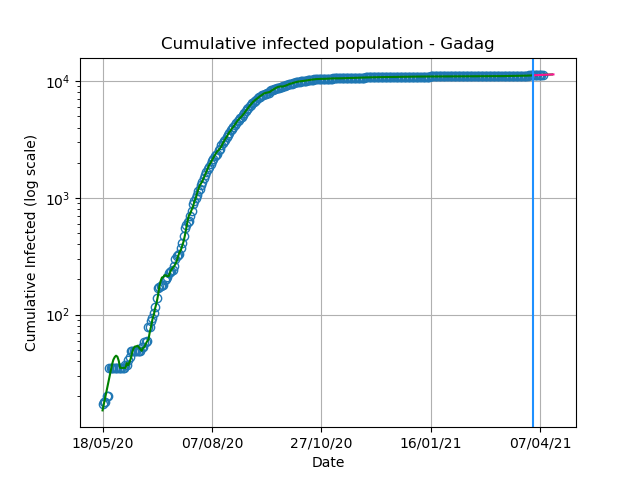 Cumulative infected population - Gadag
Cumulative Infected (log scale)
10^4
10^3
10^2
18/05/20 07/08/20 27/10/20 16/01/21 07/04/21
Date